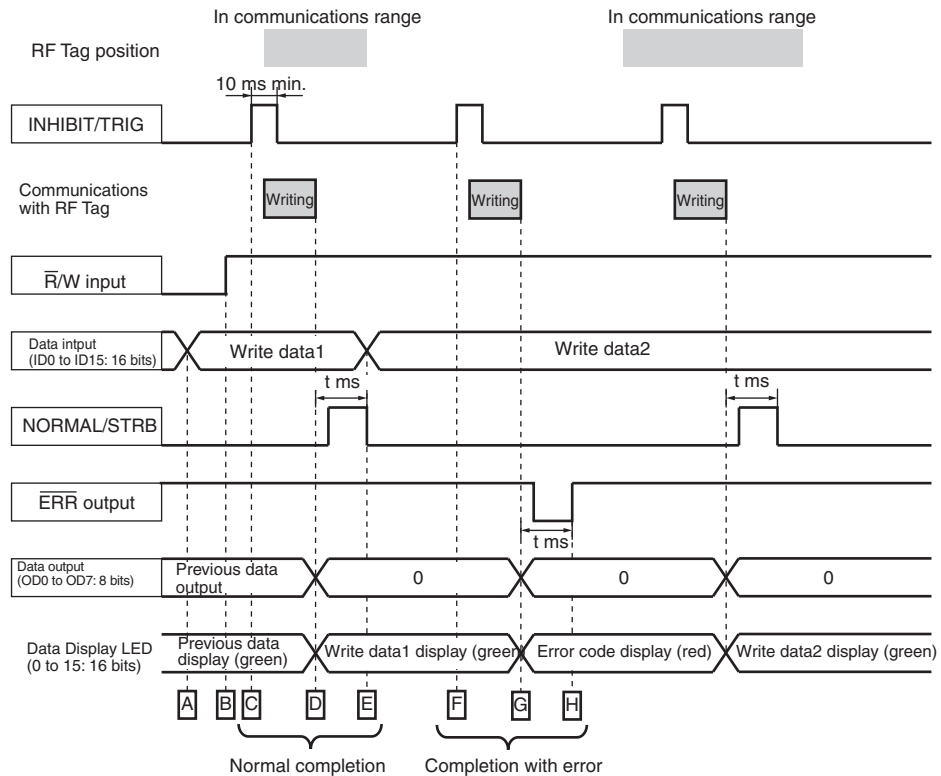 In communications range In communications range
RF Tag position
10 ms min.
INHIBIT/TRIG
Communications
with RF Tag
Writing Writing Writing
R̅/W input
Data intput
(ID0 to ID15: 16 bits)
Write data1 Write data2
t ms t ms
NORMAL/STRB
E̅R̅R̅ output
t ms
Data output
(OD0 to OD7: 8 bits)
Previous data
output
0 0 0
Data Display LED
(0 to 15: 16 bits)
Previous data
display (green)
Write data1 display (green Error code display (red) Write data2 display (green)
A B C D E F G H
Normal completion Completion with error